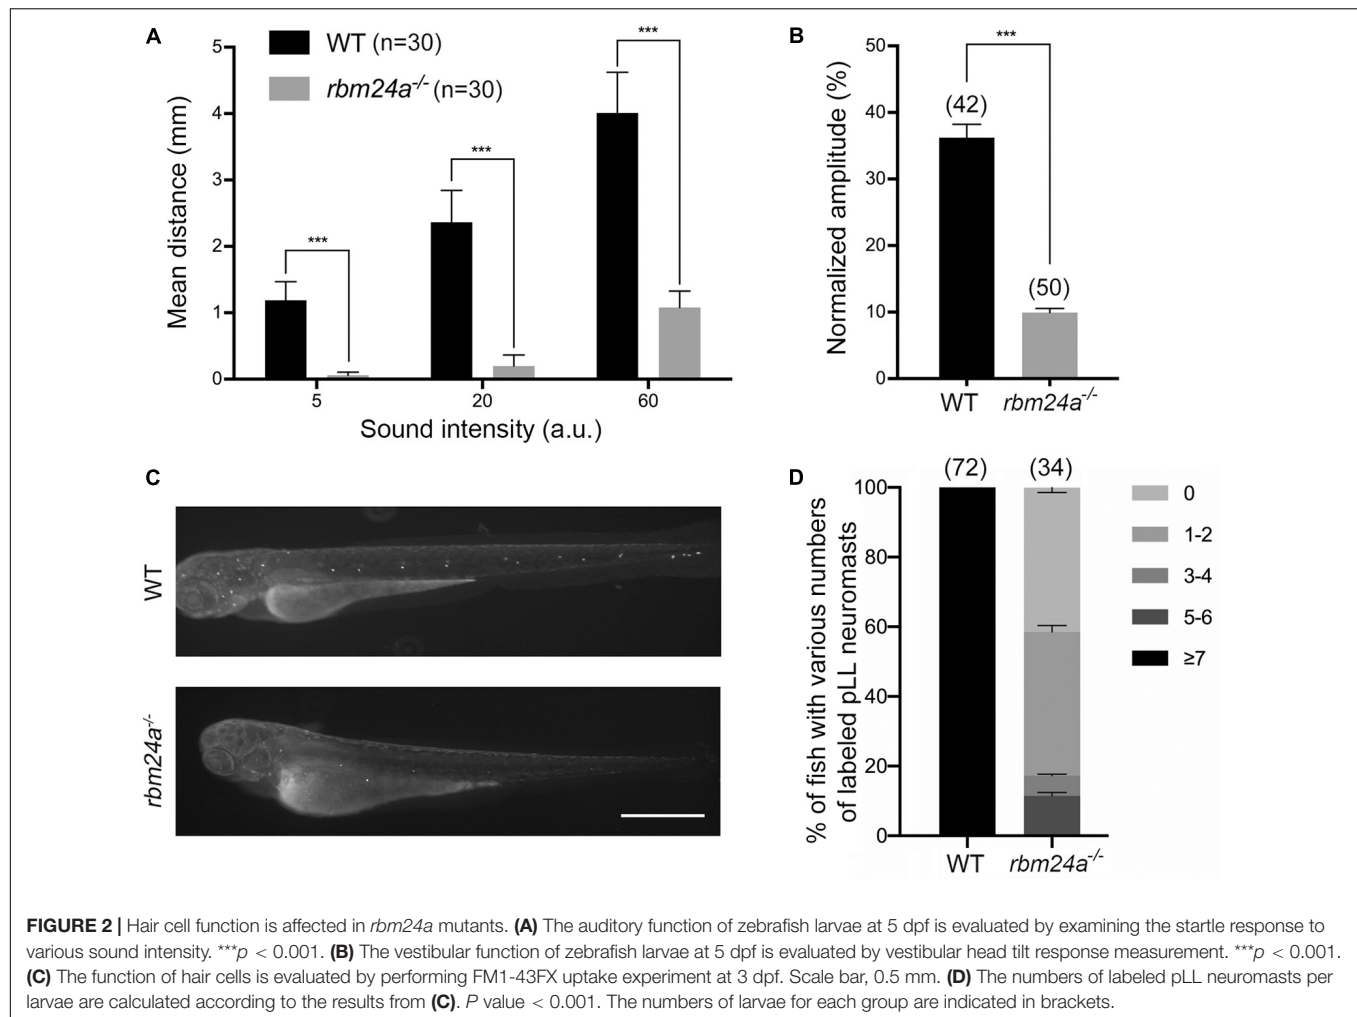 A
WT (n=30)
rbm24a-/- (n=30)
Mean distance (mm)
5
4
3
2
1
0
***
***
***
5 20 60
Sound intensity (a.u.)
B
Normalized amplitude (%)
50
40
30
20
10
0
***
(42)
(50)
WT rbm24a-/-
C
WT
rbm24a-/-
D
% of fish with various numbers
of labeled pLL neuromasts
100
80
60
40
20
0
(72) (34)
WT rbm24a-/-
0
1-2
3-4
5-6
≥7
FIGURE 2 | Hair cell function is affected in rbm24a mutants. (A) The auditory function of zebrafish larvae at 5 dpf is evaluated by examining the startle response to
various sound intensity. ***p < 0.001. (B) The vestibular function of zebrafish larvae at 5 dpf is evaluated by vestibular head tilt response measurement. ***p < 0.001.
(C) The function of hair cells is evaluated by performing FM1-43FX uptake experiment at 3 dpf. Scale bar, 0.5 mm. (D) The numbers of labeled pLL neuromasts per
larvae are calculated according to the results from (C). P value < 0.001. The numbers of larvae for each group are indicated in brackets.